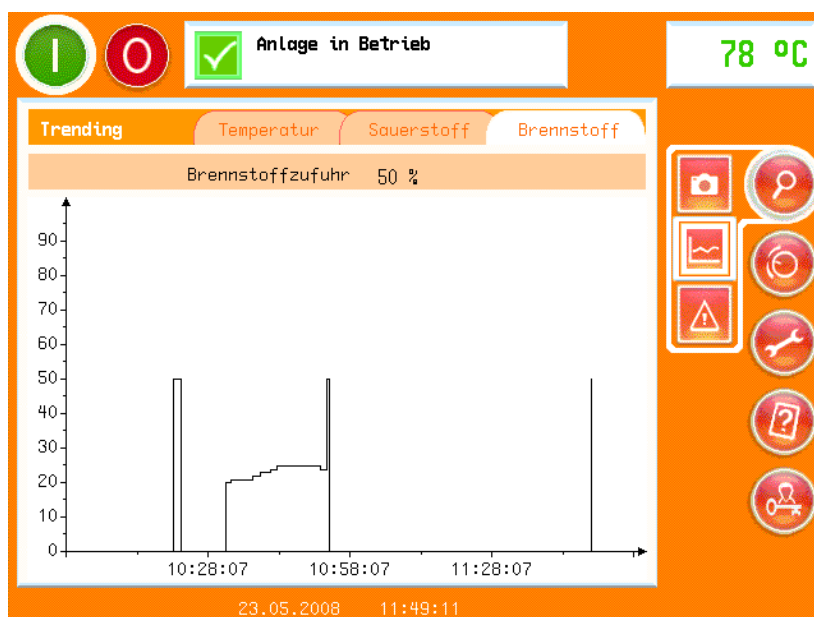 Anlage in Betrieb
78 ºC
Trending Temperatur Sauerstoff Brennstoff
Brennstoffzufuhr 50 %
90
80
70
60
50
40
30
20
10
0
10:28:07 10:58:07 11:28:07
23.05.2008 11:49:11